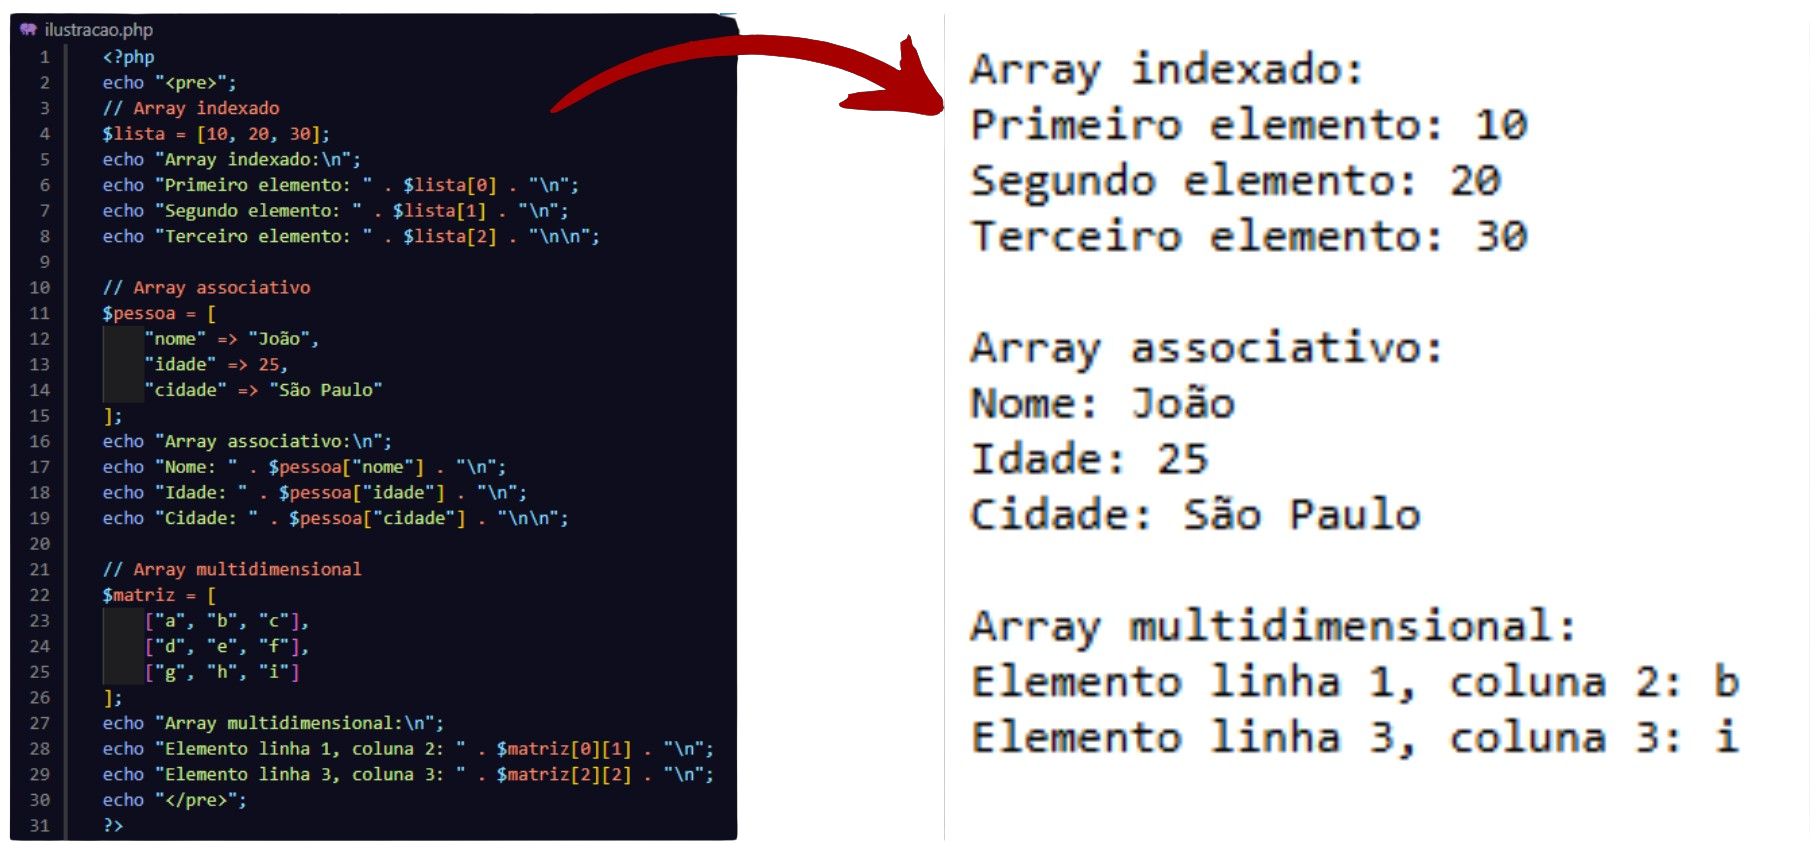 ilustracao.php
1 <?php
2 echo "<pre>";
3 // Array indexado
4 $lista = [10, 20, 30];
5 echo "Array indexado:\n";
6 echo "Primeiro elemento: " . $lista[0] . "\n";
7 echo "Segundo elemento: " . $lista[1] . "\n";
8 echo "Terceiro elemento: " . $lista[2] . "\n\n";
9
10 // Array associativo
11 $pessoa = [
12 "nome" => "João",
13 "idade" => 25,
14 "cidade" => "São Paulo"
15 ];
16 echo "Array associativo:\n";
17 echo "Nome: " . $pessoa["nome"] . "\n";
18 echo "Idade: " . $pessoa["idade"] . "\n";
19 echo "Cidade: " . $pessoa["cidade"] . "\n\n";
20
21 // Array multidimensional
22 $matriz = [
23 ["a", "b", "c"],
24 ["d", "e", "f"],
25 ["g", "h", "i"]
26 ];
27 echo "Array multidimensional:\n";
28 echo "Elemento linha 1, coluna 2: " . $matriz[0][1] . "\n";
29 echo "Elemento linha 3, coluna 3: " . $matriz[2][2] . "\n";
30 echo "</pre>";
31 ?>
Array indexado:
Primeiro elemento: 10
Segundo elemento: 20
Terceiro elemento: 30
Array associativo:
Nome: João
Idade: 25
Cidade: São Paulo
Array multidimensional:
Elemento linha 1, coluna 2: b
Elemento linha 3, coluna 3: i